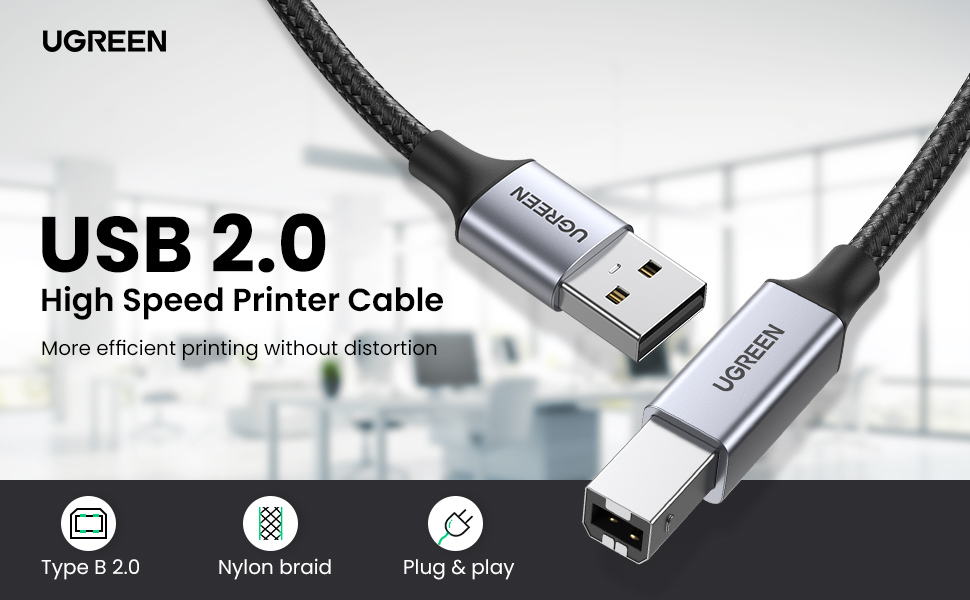 UGREEN
UGREEN
UGREEN
USB 2.0
High Speed Printer Cable
More efficient printing without distortion
Type B 2.0
Nylon braid
Plug & play